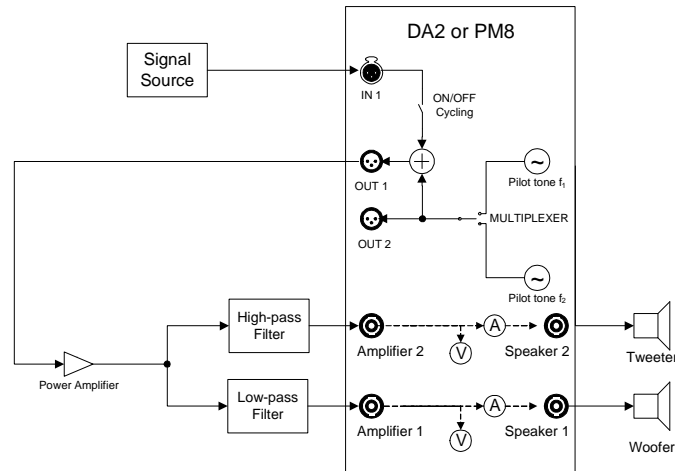 DA2 or PM8
Signal
Source
IN 1
ON/OFF
Cycling
OUT 1
Pilot tone f₁
MULTIPLEXER
OUT 2
Pilot tone f₂
High-pass
Filter
Amplifier 2
V
A
Speaker 2
Tweeter
Power Amplifier
Low-pass
Filter
Amplifier 1
V
A
Speaker 1
Woofer